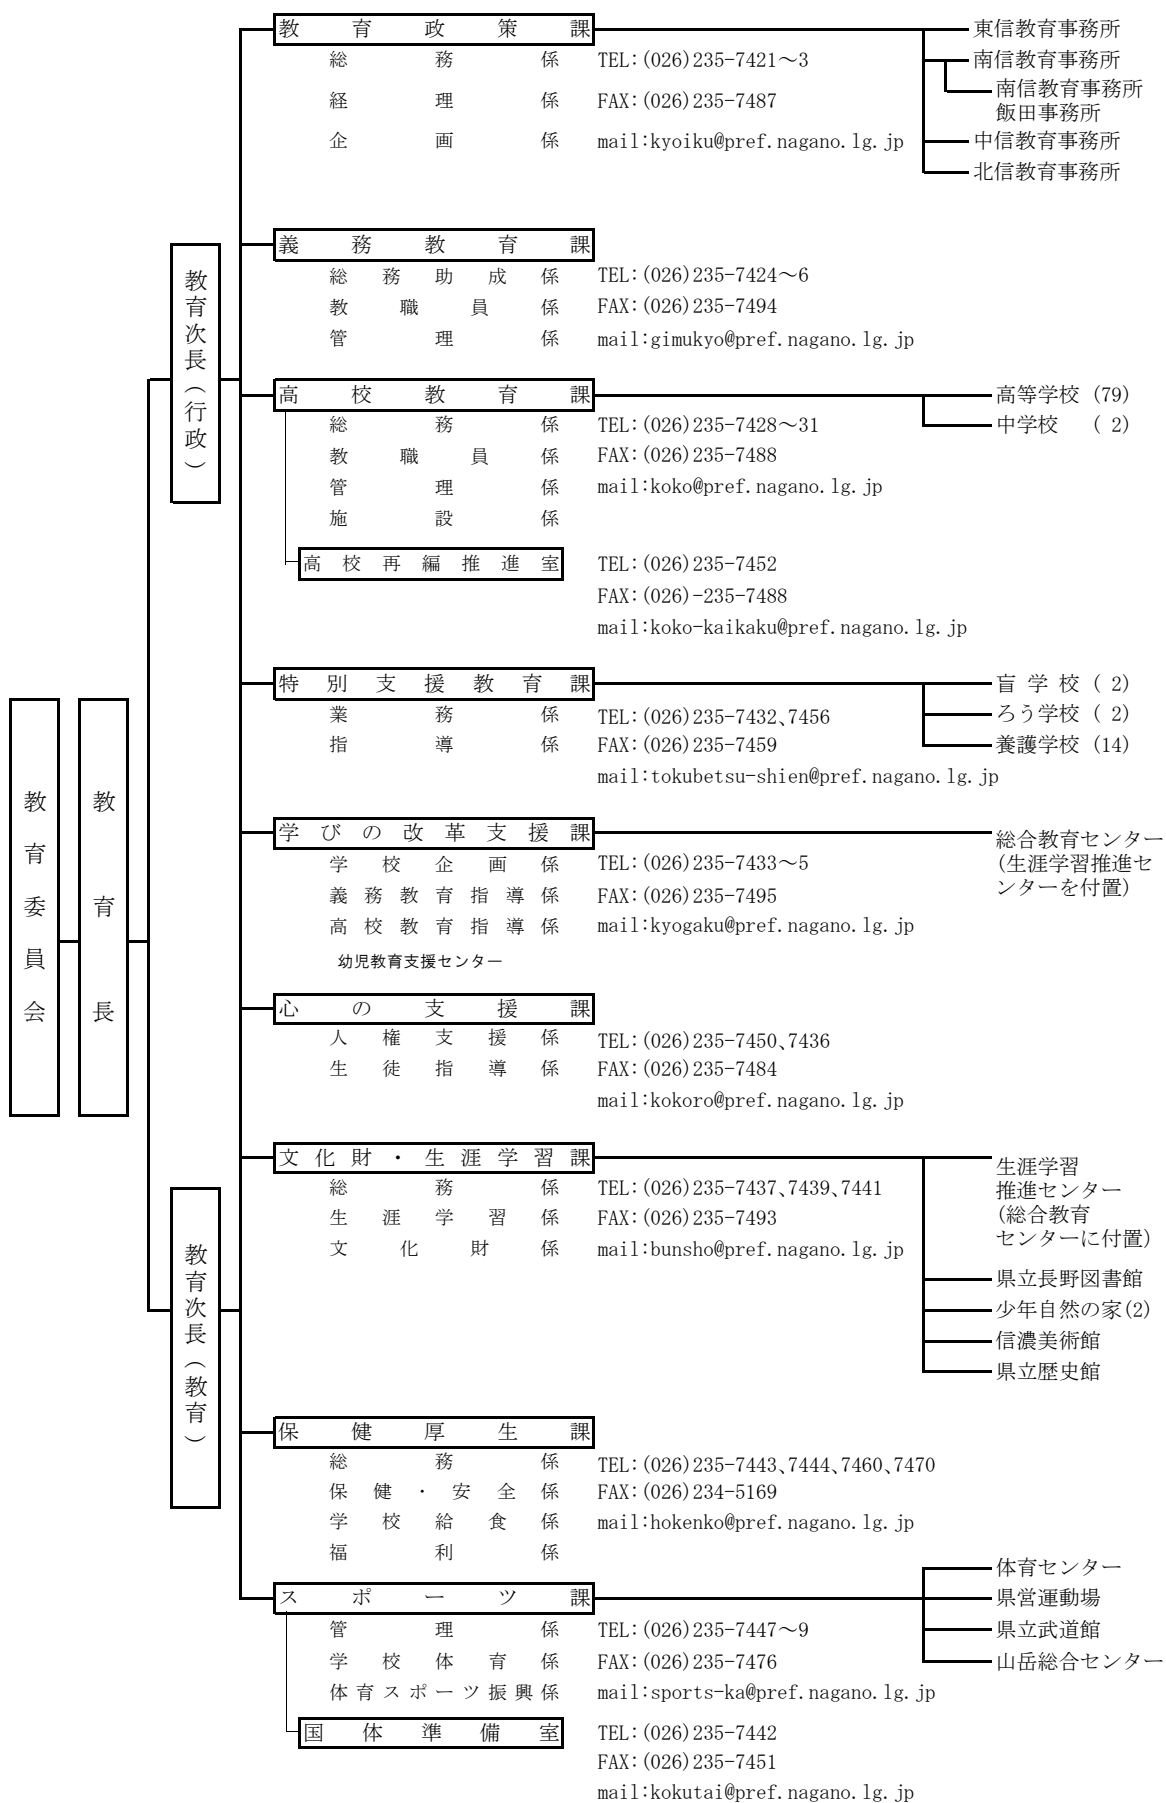 教育委員会
教育長
教育次長（行政）
教育次長（教育）
教育政策課
総務係 TEL:(026)235-7421～3
経理係 FAX:(026)235-7487
企画係 mail:kyoiku@pref.nagano.lg.jp
東信教育事務所
南信教育事務所
南信教育事務所
飯田事務所
中信教育事務所
北信教育事務所
義務教育課
総務助成係 TEL:(026)235-7424～6
教職員係 FAX:(026)235-7494
管理係 mail:gimukyo@pref.nagano.lg.jp
高校教育課
総務係 TEL:(026)235-7428～31
教職員係 FAX:(026)235-7488
管理係 mail:koko@pref.nagano.lg.jp
施設係
高等学校 (79)
中学校 ( 2)
高校再編推進室 TEL:(026)235-7452
FAX:(026)-235-7488
mail:koko-kaikaku@pref.nagano.lg.jp
特別支援教育課
業務係 TEL:(026)235-7432、7456
指導係 FAX:(026)235-7459
mail:tokubetsu-shien@pref.nagano.lg.jp
盲学校 ( 2)
ろう学校 ( 2)
養護学校 (14)
学びの改革支援課
学校企画係 TEL:(026)235-7433～5
義務教育指導係 FAX:(026)235-7495
高校教育指導係 mail:kyogaku@pref.nagano.lg.jp
幼児教育支援センター
総合教育センター
(生涯学習推進セ
ンターを付置)
心の支援課
人権支援係 TEL:(026)235-7450、7436
生徒指導係 FAX:(026)235-7484
mail:kokoro@pref.nagano.lg.jp
文化財・生涯学習課
総務係 TEL:(026)235-7437、7439、7441
生涯学習係 FAX:(026)235-7493
文化財係 mail:bunsho@pref.nagano.lg.jp
生涯学習
推進センター
(総合教育
センターに付置)
県立長野図書館
少年自然の家(2)
信濃美術館
県立歴史館
保健厚生課
総務係 TEL:(026)235-7443、7444、7460、7470
保健・安全係 FAX:(026)234-5169
学校給食係 mail:hokenko@pref.nagano.lg.jp
福利係
スポーツ課
管理係 TEL:(026)235-7447～9
学校体育係 FAX:(026)235-7476
体育スポーツ振興係 mail:sports-ka@pref.nagano.lg.jp
体育センター
県営運動場
県立武道館
山岳総合センター
国体準備室 TEL:(026)235-7442
FAX:(026)235-7451
mail:kokutai@pref.nagano.lg.jp